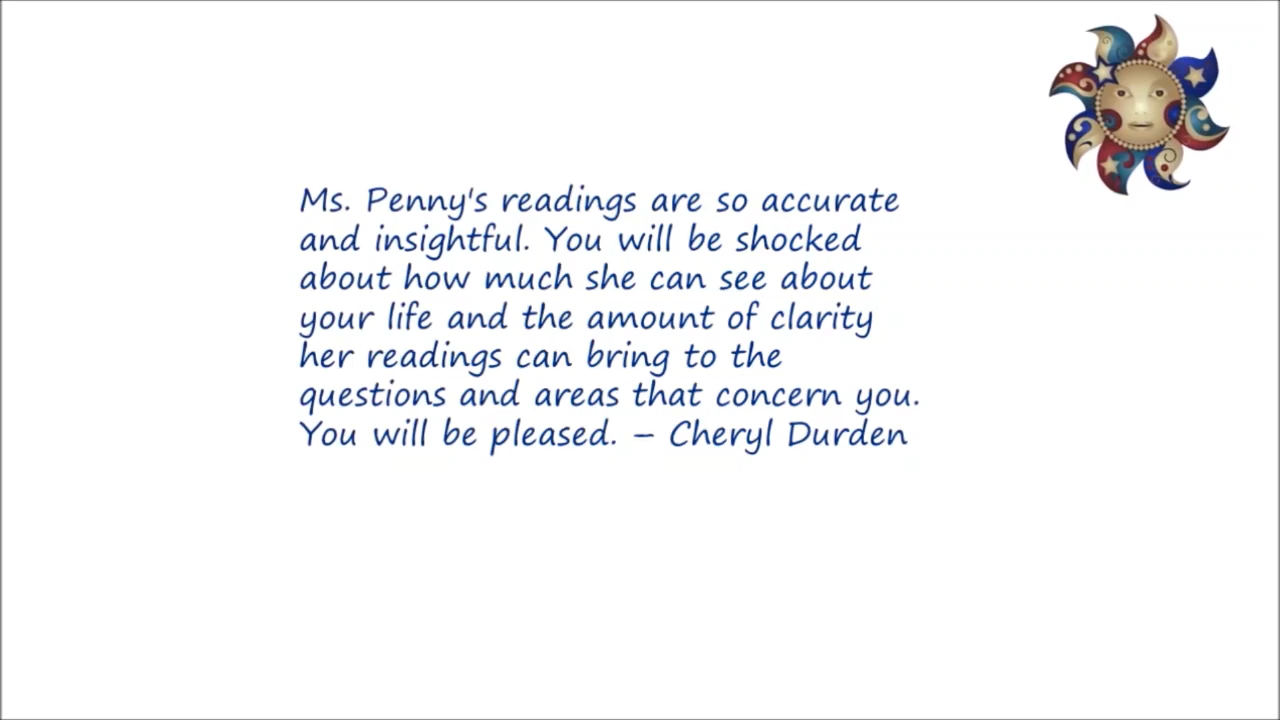 Ms. Penny's readings are so accurate
and insightful. You will be shocked
about how much she can see about
your life and the amount of clarity
her readings can bring to the
questions and areas that concern you.
You will be pleased. – Cheryl Durden